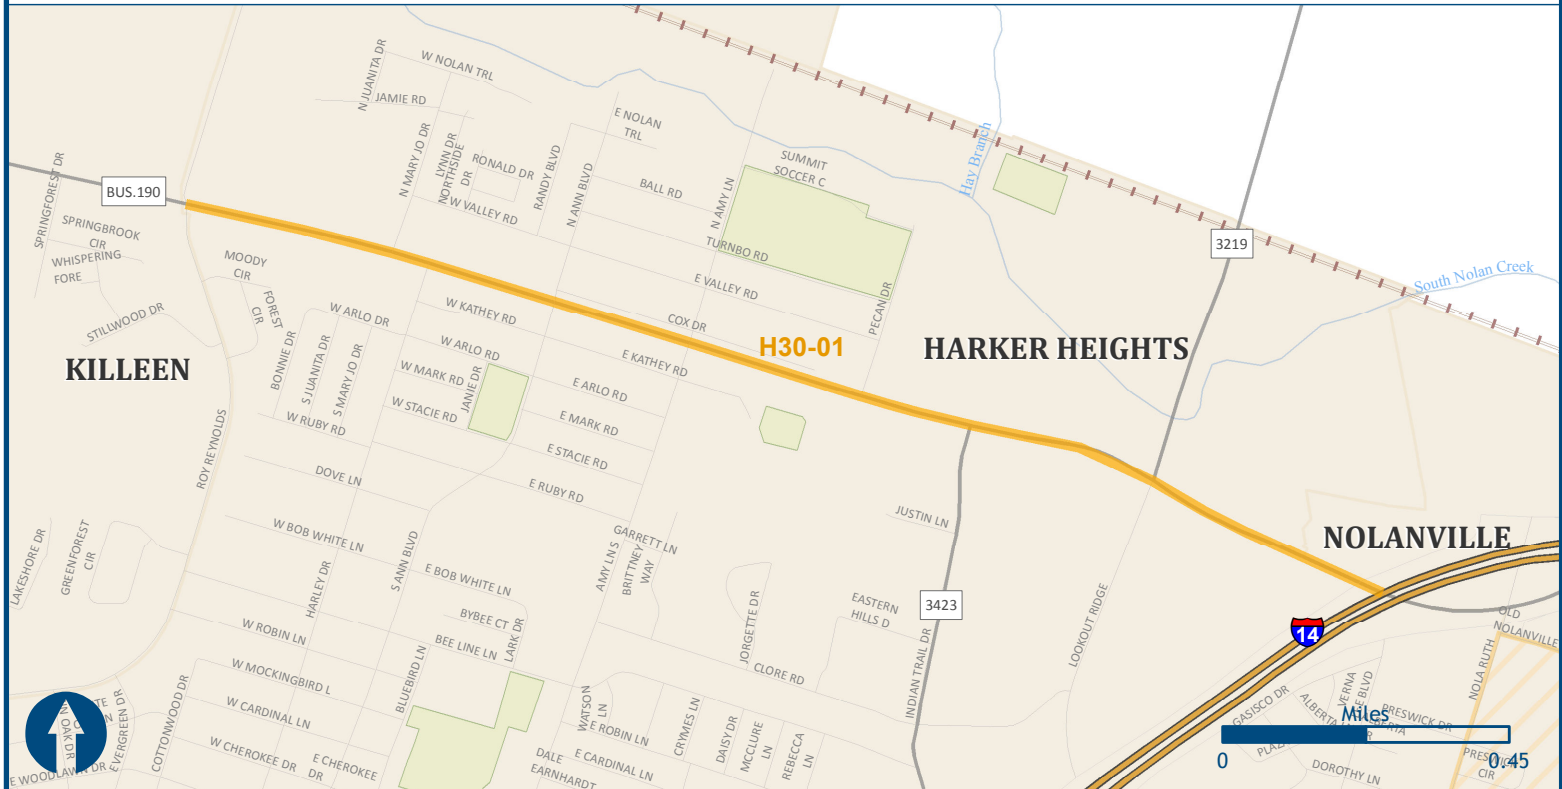 N JUANITA DR
W NOLAN TRL
JAMIE RD
N MARY JO DR
LYNN DR
NORTHSIDE
DR
RONALD DR
RANDY BLVD
W VALLEY RD
N ANN BLVD
E NOLAN
TRL
BALL RD
N AMY LN
SUMMIT
SOCCER C
TURNBO RD
E VALLEY RD
PECAN DR
COX DR
Hay Branch
3219
South Nolan Creek
SPRINGFOREST DR
BUS.190
SPRINGBROOK
CIR
WHISPERING
FORE
STILLWOOD DR
MOODY
CIR
FOREST
CIR
KILLEEN
HARKER HEIGHTS
H30-01
NOLANVILLE
W ARLO DR
BONNIE DR
S JUANITA DR
S MARY JO DR
W KATHEY RD
E KATHEY RD
W ARLO RD
W MARK RD
JANIE DR
W STACIE RD
E ARLO RD
E MARK RD
E STACIE RD
E RUBY RD
W RUBY RD
ROY REYNOLDS
DOVE LN
W BOB WHITE LN
E BOB WHITE LN
LAKESHORE DR
GREENFOREST
CIR
HARLEY DR
S ANN BLVD
BYBEE CT
LARK DR
BEE LINE LN
AMY LN S
BRITTNEY
WAY
GARRETT LN
JUSTIN LN
3423
EASTERN
HILLS D
JORGETTE DR
CLORE RD
INDIAN TRAIL DR
LOOKOUT RIDGE
14
OLD
NOLANVILLE
NOLA RUTH
W ROBIN LN
W MOCKINGBIRD L
W CARDINAL LN
W CHEROKEE DR
E CHEROKEE
DR
BLUEBIRD LN
COTTONWOOD DR
EVERGREEN DR
OAK DR
E WOODLAWN DR
WATSON
LN
E ROBIN LN
E CARDINAL LN
DALE
EARNHARDT
CRYMES LN
DAISY DR
MCCLURE
LN
REBECCA
LN
GASISCO DR
VERNA
BLVD
ALBERTA
PRESWICK DR
DOROTHY LN
CIR
Miles
0
0.45